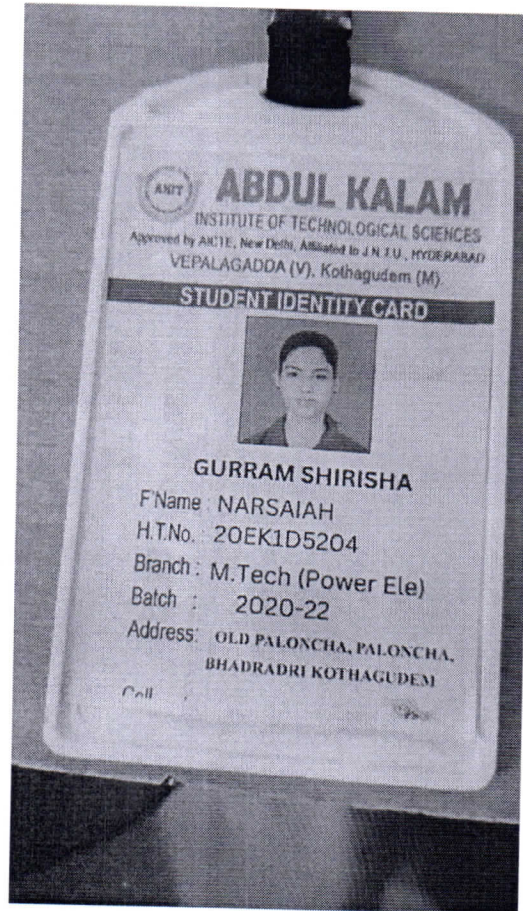 AKIT
ABDUL KALAM
INSTITUTE OF TECHNOLOGICAL SCIENCES
Approved by AICTE, New Delhi, Affiliated to J.N.T.U., HYDERABAD
VEPALAGADDA (V), Kothagudem (M).
STUDENT IDENTITY CARD
GURRAM SHIRISHA
F'Name : NARSAIAH
H.T.No. 20EK1D5204
Branch : M.Tech (Power Ele)
Batch : 2020-22
Address: OLD PALONCHA, PALONCHA,
BHADRADRI KOTHAGUDEM
Cell